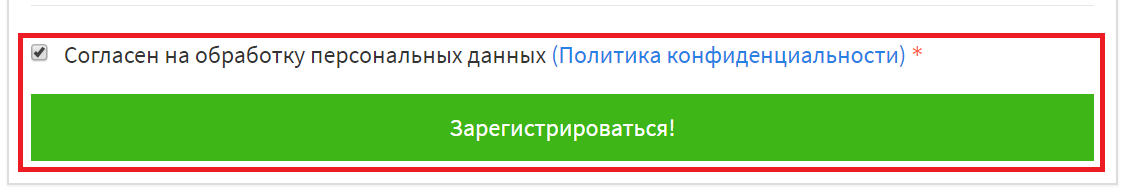 Согласен на обработку персональных данных (Политика конфиденциальности) *
Зарегистрироваться!